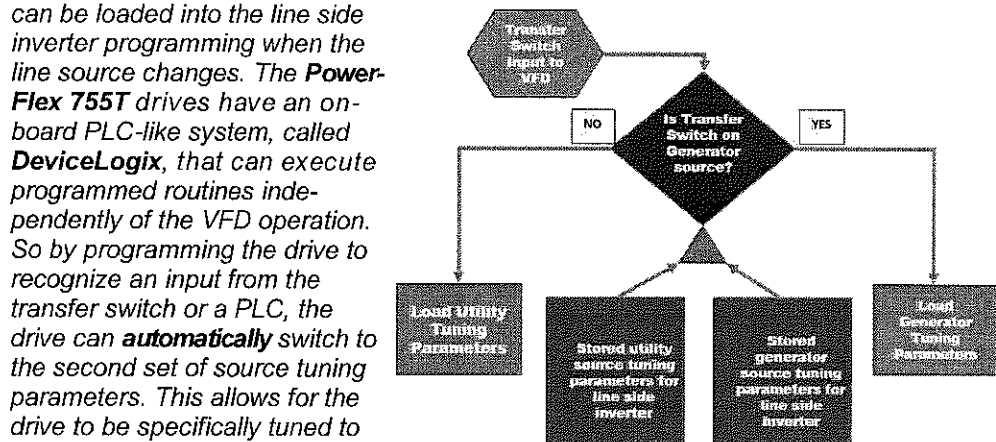 can be loaded into the line side
inverter programming when the
line source changes. The Power-
Flex 755T drives have an on-
board PLC-like system, called
DeviceLogix, that can execute
programmed routines inde-
pendently of the VFD operation.
So by programming the drive to
recognize an input from the
transfer switch or a PLC, the
drive can automatically switch to
the second set of source tuning
parameters. This allows for the
drive to be specifically tuned to
Transfer
Switch
Input to
VFD
Is Transfer
Switch on
Generator
source?
NO
YES
Load Utility
Tuning
Parameters
Stored utility
source tuning
parameters for
line side
inverter
Stored
generator
source tuning
parameters for
line side
inverter
Load
Generator
Tuning
Parameters